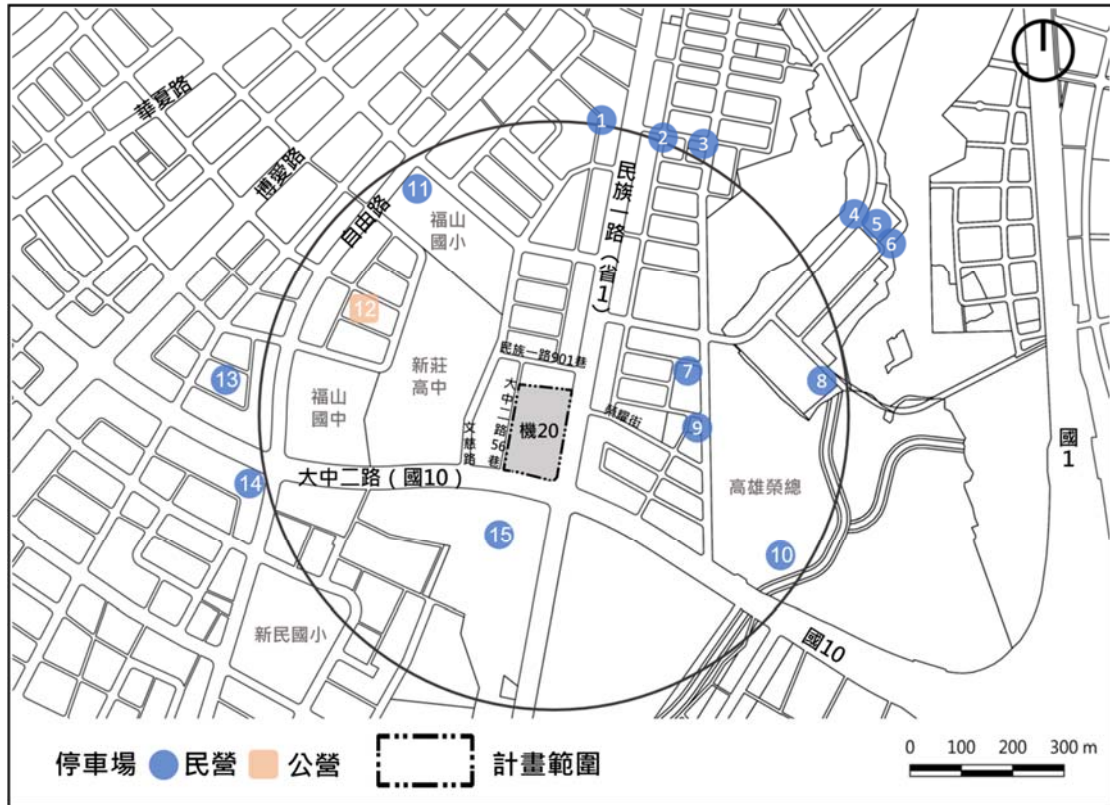 華夏路
博愛路
自由路
1
2
3
民族一路（省1）
11
福山
國小
4
5
6
12
民族一路901巷
新莊
高中
13
福山
國中
大中二路56巷
文慈路
機20
榮耀街
7
8
9
國1
大中二路（國10）
14
高雄榮總
15
10
新民國小
國10
停車場
民營
公營
計畫範圍
0 100 200 300 m